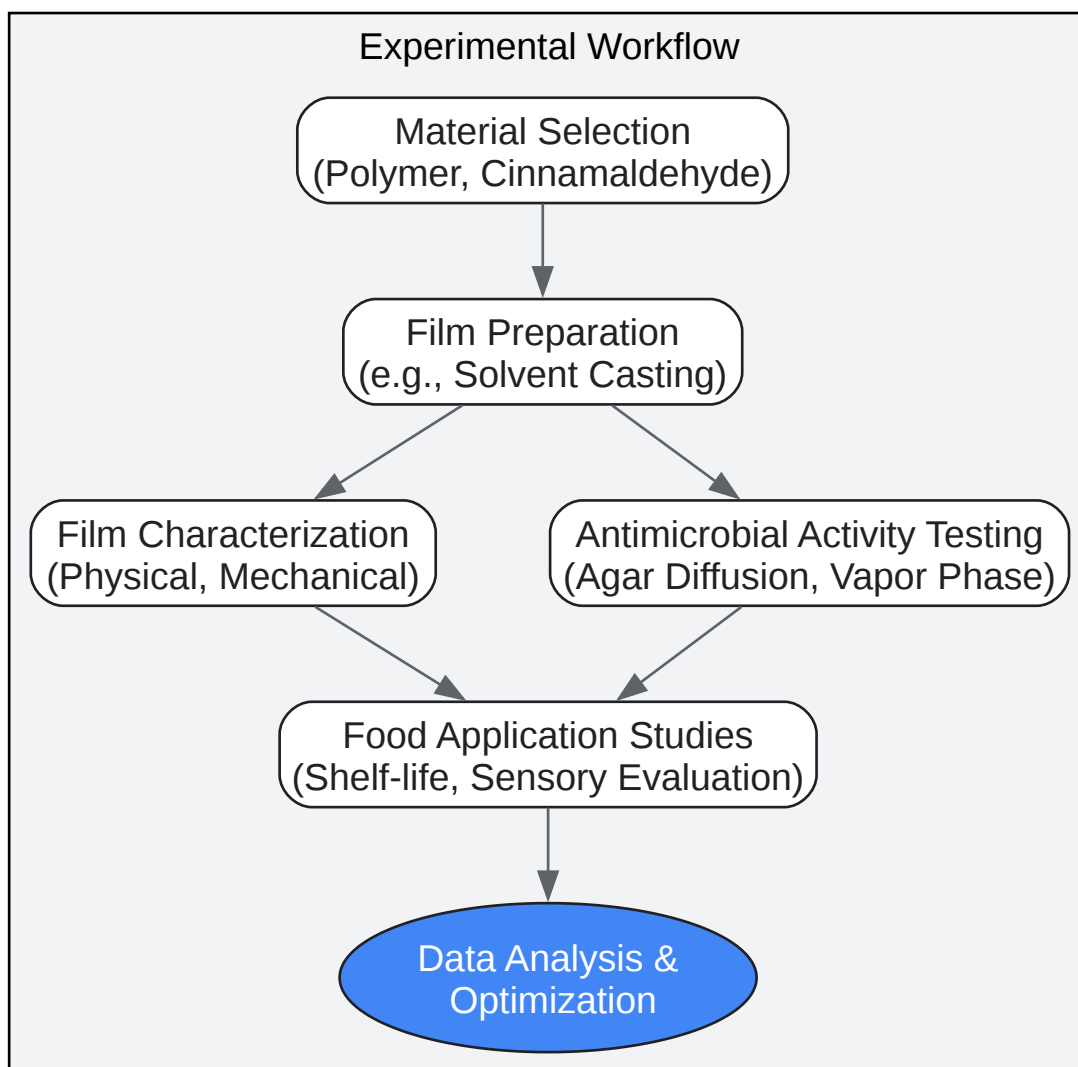 Experimental Workflow
Material Selection
(Polymer, Cinnamaldehyde)
Film Preparation
(e.g., Solvent Casting)
Film Characterization
(Physical, Mechanical)
Antimicrobial Activity Testing
(Agar Diffusion, Vapor Phase)
Food Application Studies
(Shelf-life, Sensory Evaluation)
Data Analysis &
Optimization